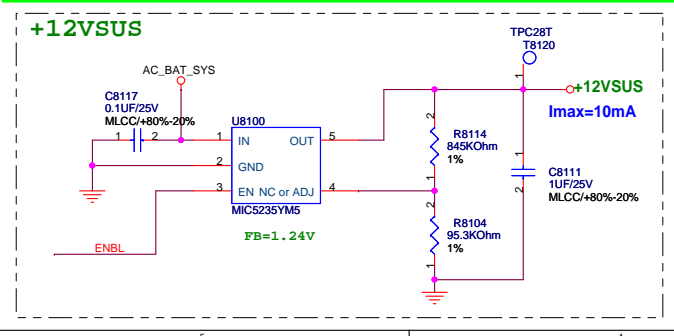 +12VSUS
TPC28T
T8120
1
AC_BAT_SYS
+12VSUS
Imax=10mA
C8117
0.1UF/25V
MLCC/+80%-20%
1 2
U8100
1 IN OUT 5
2 GND
3 EN NC or ADJ 4
MIC5235YM5
FB=1.24V
ENBL
2
R8114
845KOhm
1%
1
2
R8104
95.3KOhm
1%
1
1
C8111
1UF/25V
MLCC/+80%-20%
2